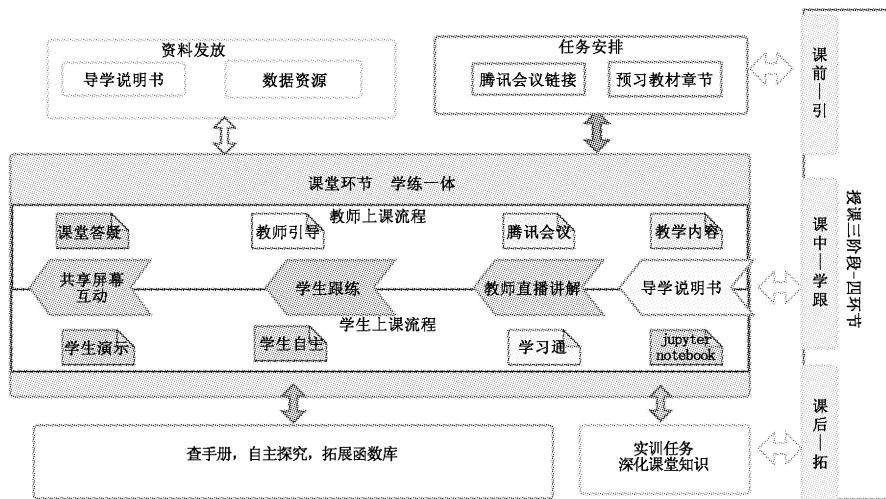 资料发放
导学说明书
数据资源
任务安排
腾讯会议链接
预习教材章节
课前—引
课堂环节 学练一体
教师上课流程
课堂答疑
教师引导
腾讯会议
教学内容
共享屏幕
互动
学生跟练
教师直播讲解
导学说明书
学生上课流程
学生演示
学生自主
学习通
jupyter
notebook
课中—学跟
授课三阶段-四环节
查手册，自主探究，拓展函数库
实训任务
深化课堂知识
课后—拓